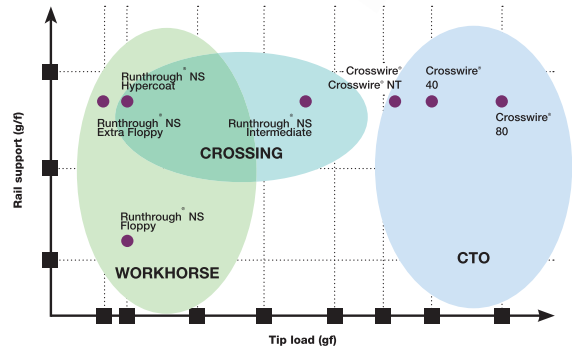 Rail support (g/f)
Runthrough° NS
Hypercoat
Runthrough° NS
Extra Floppy
Runthrough° NS
Intermediate
CROSSING
Crosswire°
Crosswire° NT
Crosswire°
40
Crosswire°
80
Runthrough° NS
Floppy
WORKHORSE
CTO
Tip load (gf)